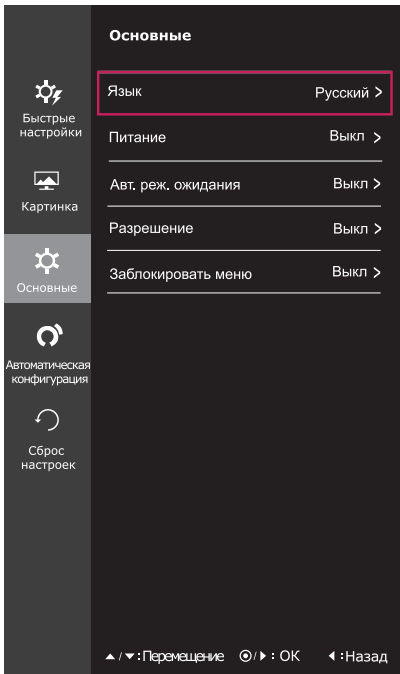 Основные
Быстрые
настройки
Картинка
Основные
Автоматическая
конфигурация
Сброс
настроек
Язык Русский >
Питание Выкл >
Авт. реж. ожидания Выкл >
Разрешение Выкл >
Заблокировать меню Выкл >
▲/▼:Перемещение ⦿/▶: ОК ◀:Назад